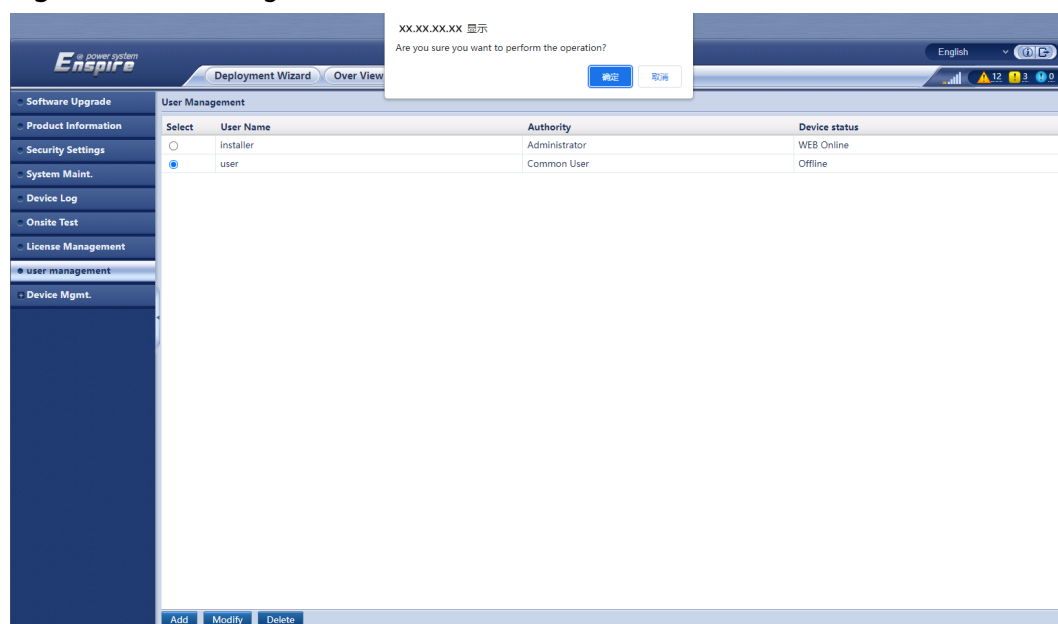 XX.XX.XX.XX 显示
Are you sure you want to perform the operation?
确定 取消
e power system
Enspire
English
Deployment Wizard Over View
12 3 0
Software Upgrade
Product Information
Security Settings
System Maint.
Device Log
Onsite Test
License Management
user management
Device Mgmt.
User Management
Select User Name Authority Device status
installer Administrator WEB Online
user Common User Offline
Add Modify Delete